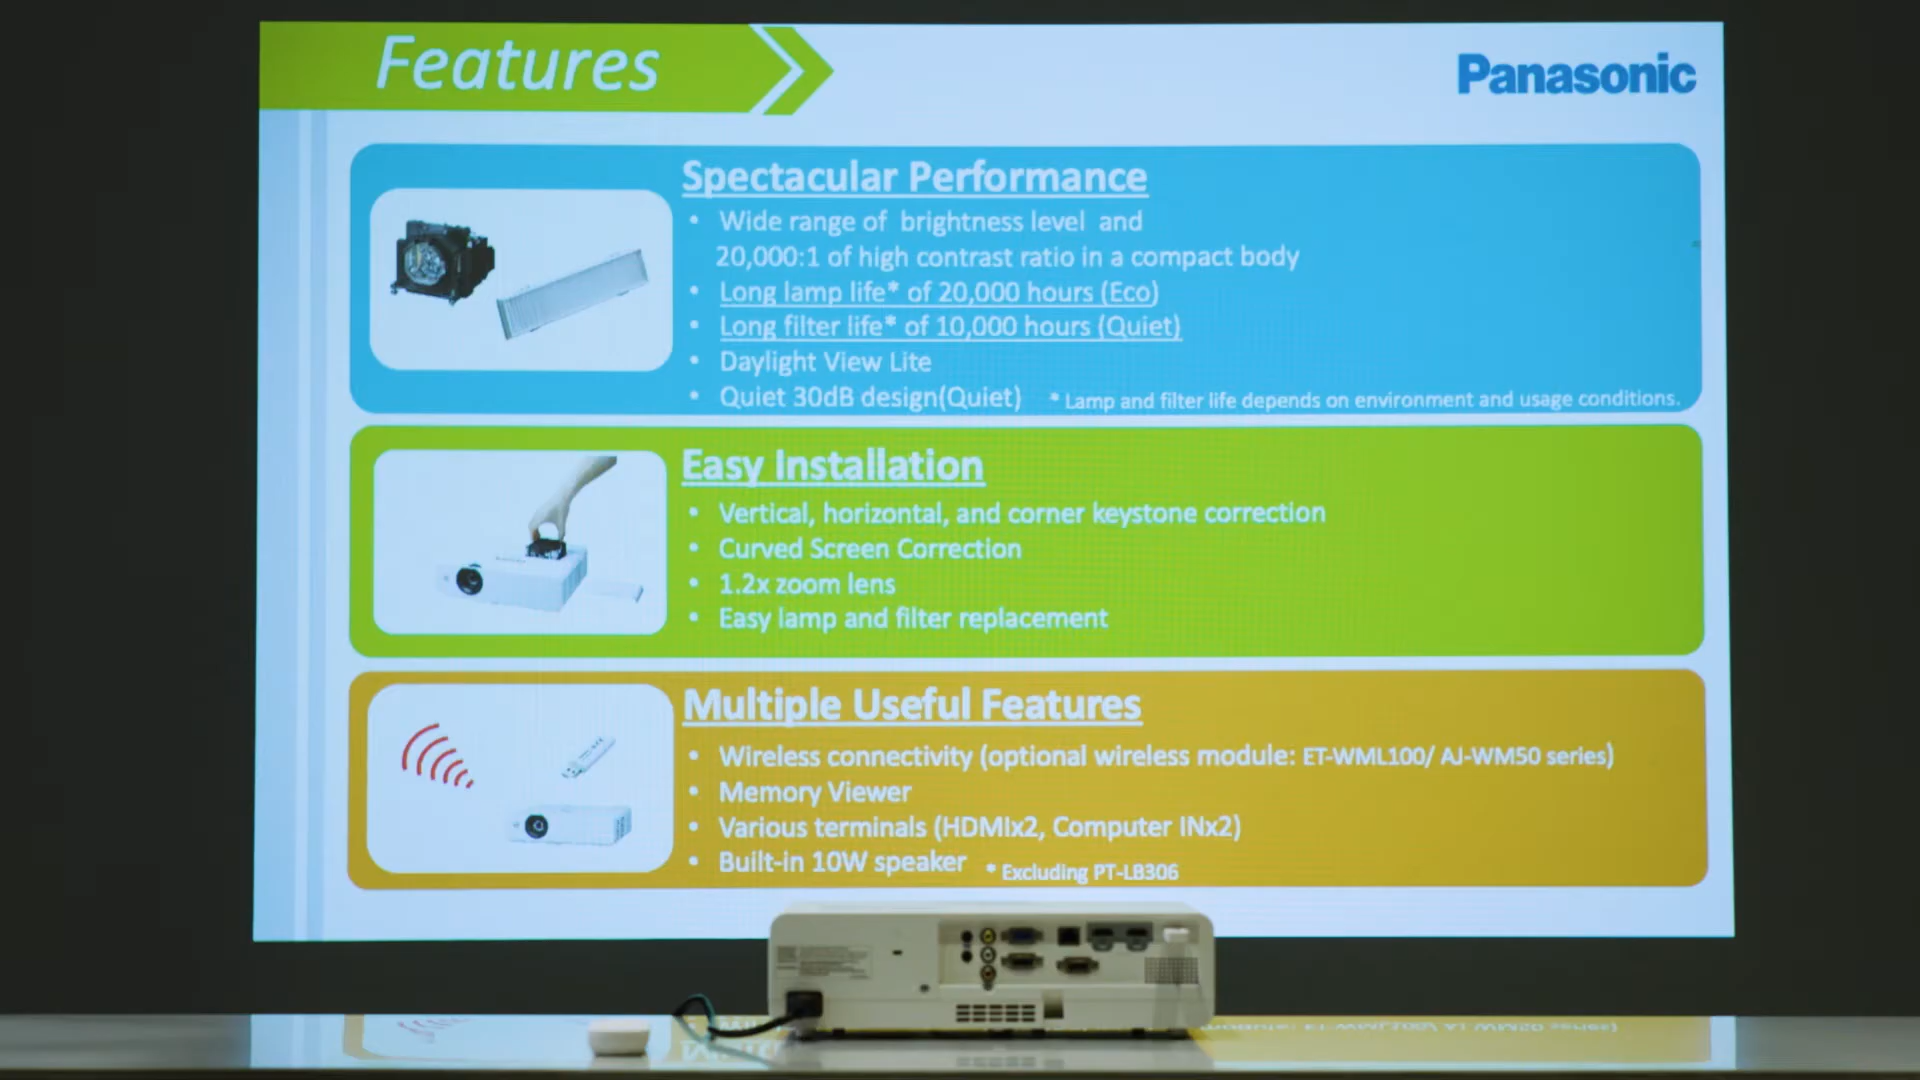 Features
Panasonic
Spectacular Performance
• Wide range of brightness level and
20,000:1 of high contrast ratio in a compact body
• Long lamp life* of 20,000 hours (Eco)
• Long filter life* of 10,000 hours (Quiet)
• Daylight View Lite
• Quiet 30dB design(Quiet) * Lamp and filter life depends on environment and usage conditions.
Easy Installation
• Vertical, horizontal, and corner keystone correction
• Curved Screen Correction
• 1.2x zoom lens
• Easy lamp and filter replacement
Multiple Useful Features
• Wireless connectivity (optional wireless module: ET-WML100/ AJ-WM50 series)
• Memory Viewer
• Various terminals (HDMIx2, Computer INx2)
• Built-in 10W speaker * Excluding PT-LB306